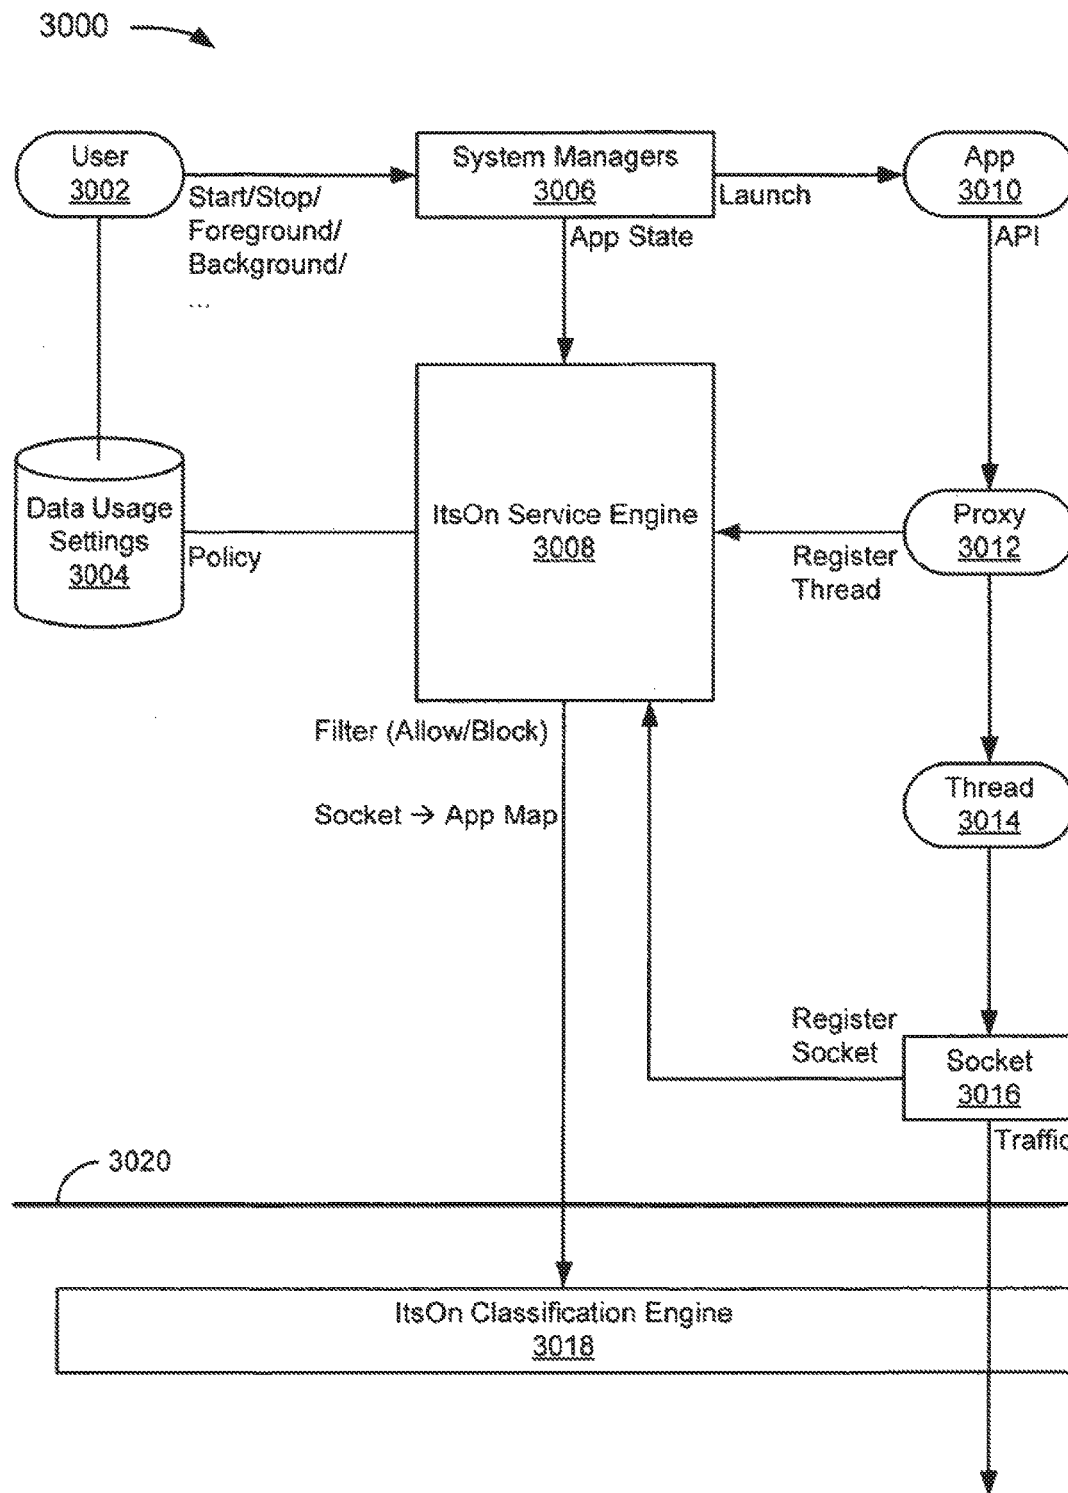 3000
User
3002
Start/Stop/
Foreground/
Background/
...
System Managers
3006
Launch
App
3010
App State
API
Data Usage
Settings
3004
Policy
ItsOn Service Engine
3008
Register
Thread
Proxy
3012
Filter (Allow/Block)
Socket → App Map
Thread
3014
Register
Socket
Socket
3016
Traffic
3020
ItsOn Classification Engine
3018